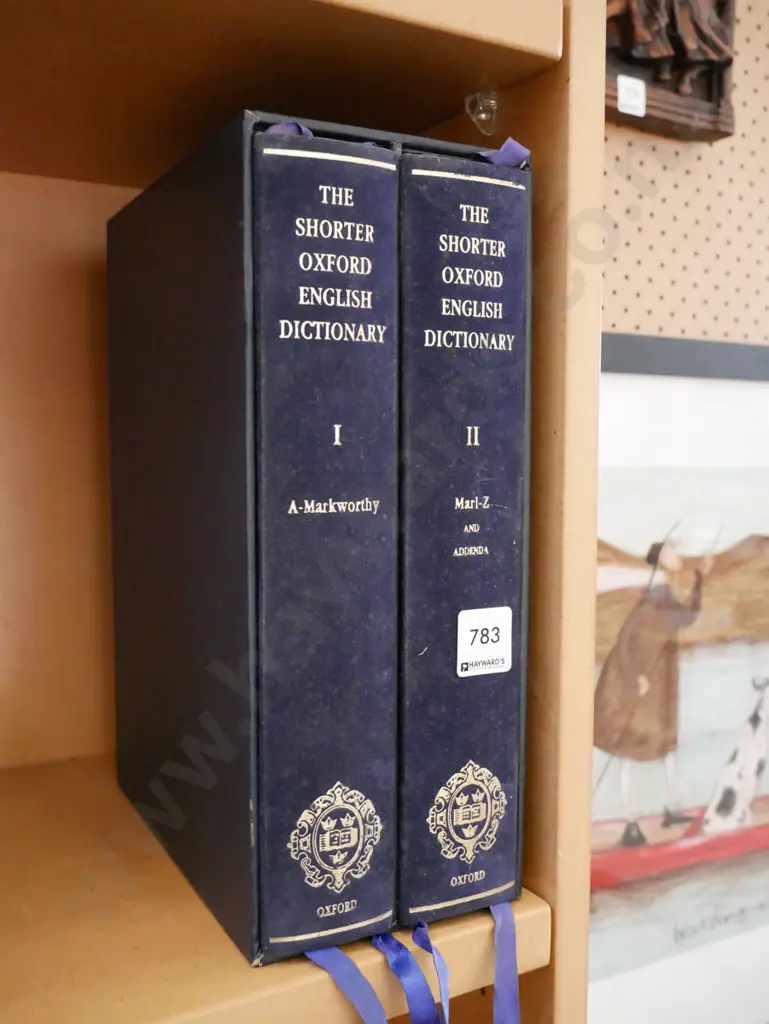 THE
SHORTER
OXFORD
ENGLISH
DICTIONARY
I
A-Markworthy
OXFORD
THE
SHORTER
OXFORD
ENGLISH
DICTIONARY
II
Marl-Z
AND
ADDENDA
783
HAYWARD'S
OXFORD